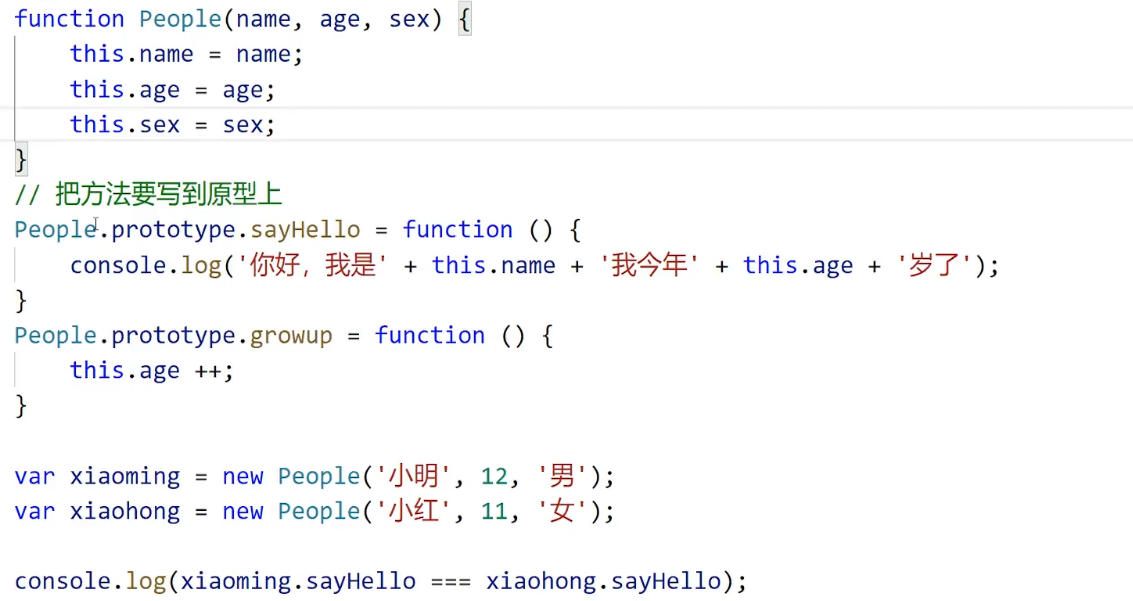 function People(name, age, sex) {
    this.name = name;
    this.age = age;
    this.sex = sex;
}
// 把方法要写到原型上
People.prototype.sayHello = function () {
    console.log('你好，我是' + this.name + '我今年' + this.age + '岁了');
}
People.prototype.growup = function () {
    this.age ++;
}

var xiaoming = new People('小明', 12, '男');
var xiaohong = new People('小红', 11, '女');

console.log(xiaoming.sayHello === xiaohong.sayHello);